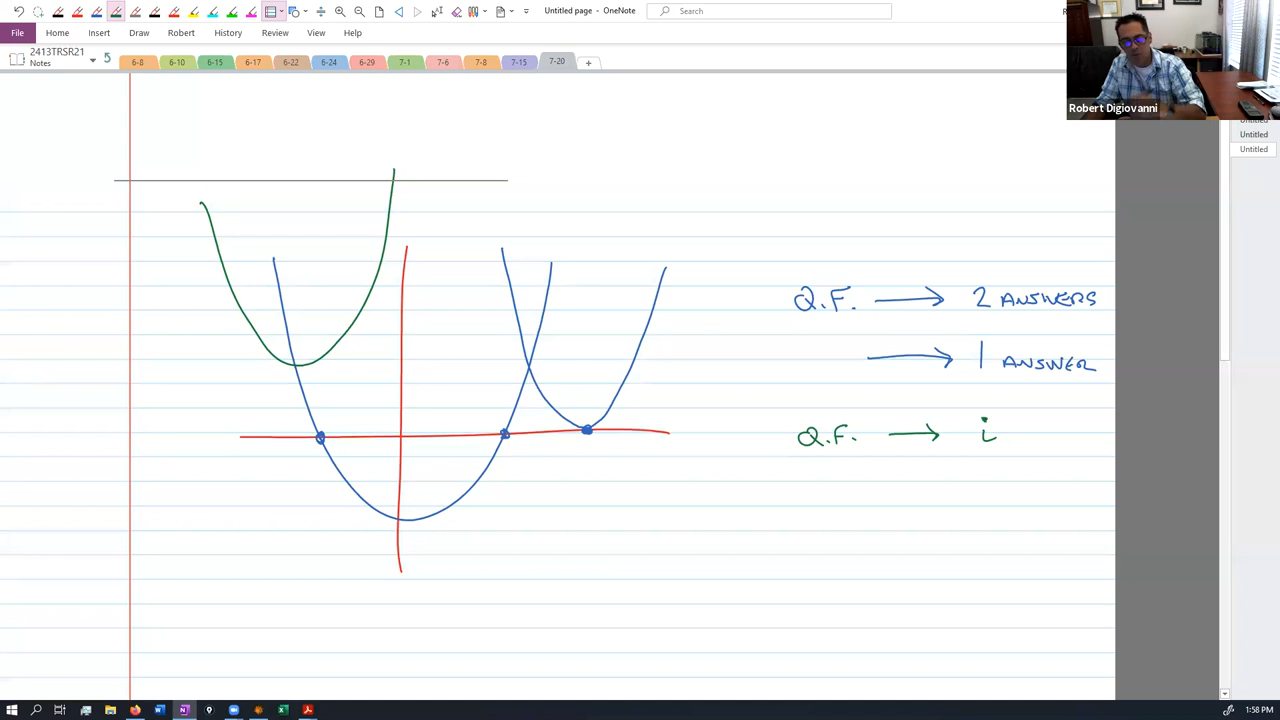 Untitled page - OneNote
Search
File
Home
Insert
Draw
Robert
History
Review
View
Help
2413TRSR21
Notes
6-8
6-10
6-15
6-17
6-22
6-24
6-29
7-1
7-6
7-8
7-15
7-20
Robert Digiovanni
Untitled
Untitled
Untitled
Q.F. → 2 ANSWERS
→ 1 ANSWER
Q.F. → i
1:58 PM